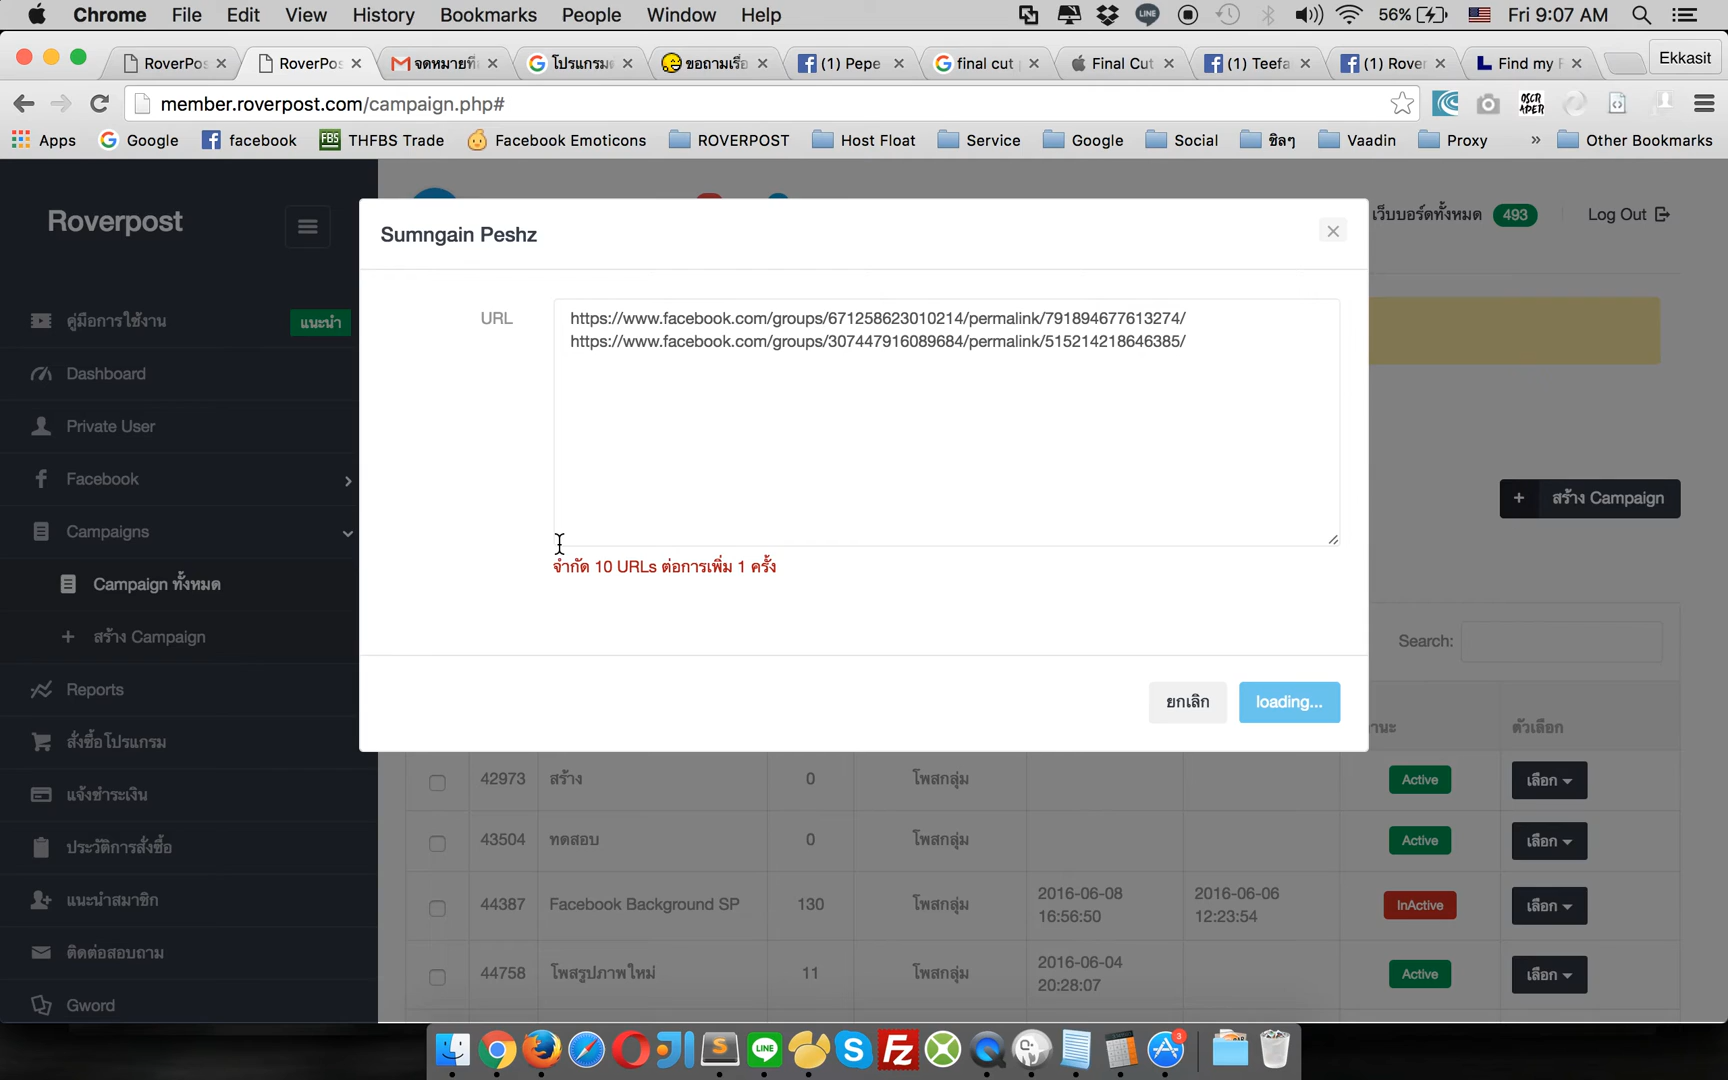 Chrome File Edit View History Bookmarks People Window Help 56% Fri 9:07 AM
RoverPos RoverPos จดหมายที่ โปรแกรม ขอถามเรื่อ (1) Pepe final cut Final Cut (1) Teefa (1) Rover Find my F Ekkasit
member.roverpost.com/campaign.php#
Apps Google facebook FBS THFBS Trade Facebook Emoticons ROVERPOST Host Float Service Google Social ชิลๆ Vaadin Proxy » Other Bookmarks
Roverpost
เว็บบอร์ดทั้งหมด 493 Log Out
Sumngain Peshz
URL
https://www.facebook.com/groups/671258623010214/permalink/791894677613274/
https://www.facebook.com/groups/307447916089684/permalink/515214218646385/
จำกัด 10 URLs ต่อการเพิ่ม 1 ครั้ง
ยกเลิก loading...
คู่มือการใช้งาน แนะนำ
Dashboard
Private User
Facebook
Campaigns
Campaign ทั้งหมด
สร้าง Campaign
Reports
สั่งซื้อโปรแกรม
แจ้งชำระเงิน
ประวัติการสั่งซื้อ
แนะนำสมาชิก
ติดต่อสอบถาม
Gword
+ สร้าง Campaign
Search:
ตัวเลือก
42973 สร้าง 0 โพสกลุ่ม Active เลือก
43504 ทดสอบ 0 โพสกลุ่ม Active เลือก
44387 Facebook Background SP 130 โพสกลุ่ม 2016-06-08 16:56:50 2016-06-06 12:23:54 InActive เลือก
44758 โพสรูปภาพใหม่ 11 โพสกลุ่ม 2016-06-04 20:28:07 Active เลือก
LINE Fz 3